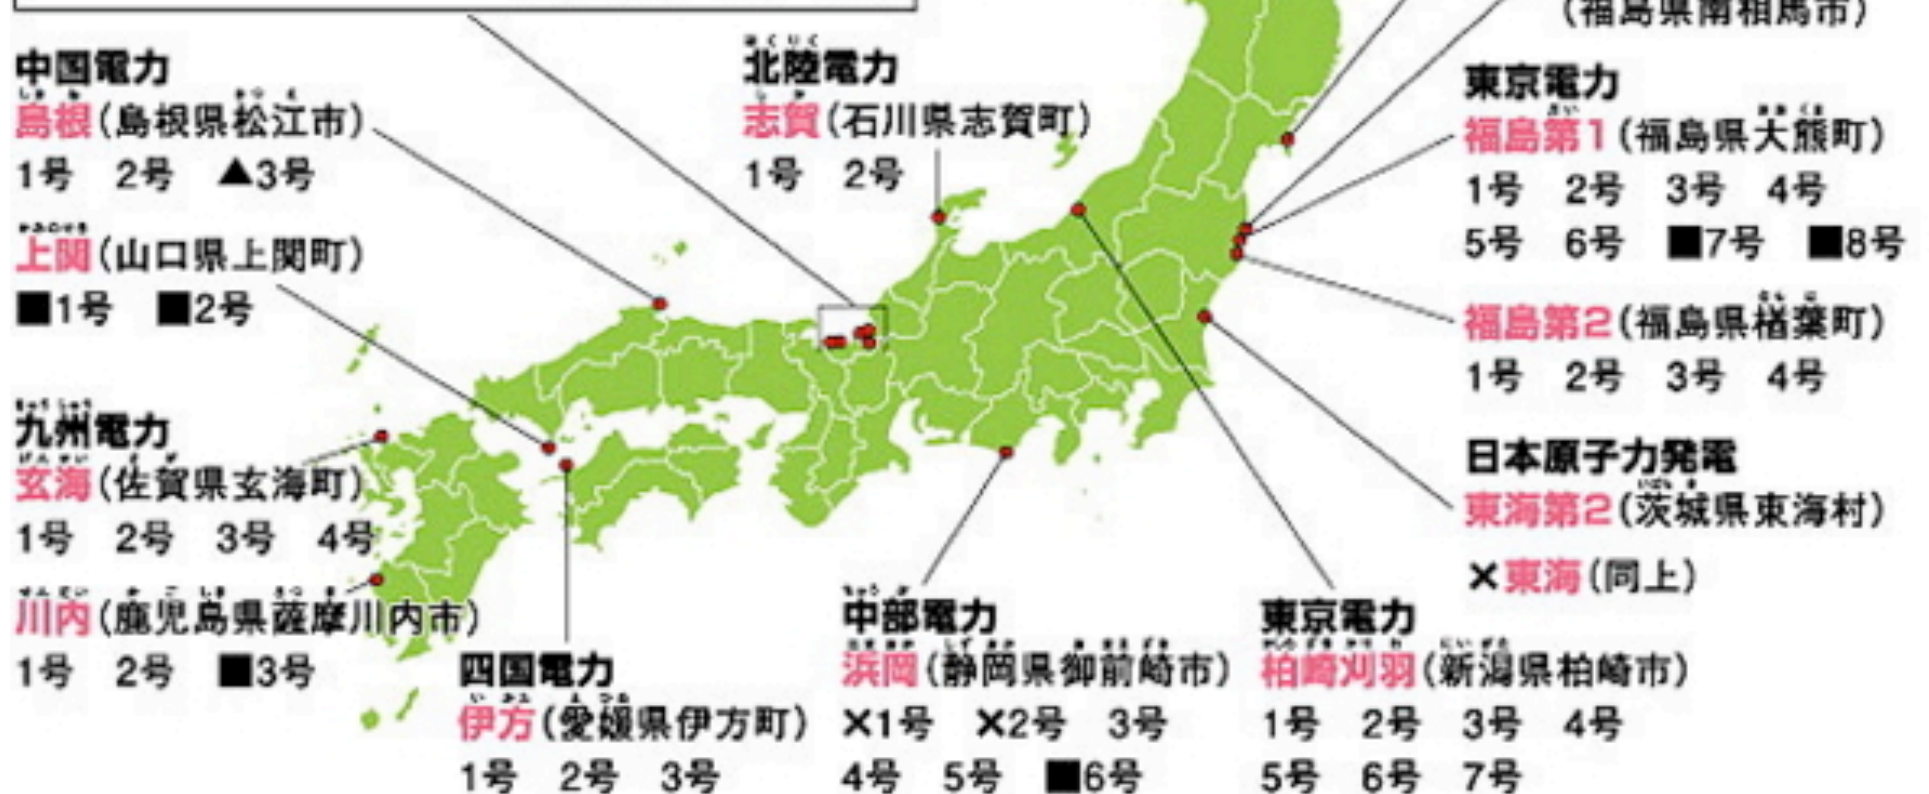 (福島県南相馬市)
中国電力
島根(島根県松江市)
1号 2号 ▲3号
上関(山口県上関町)
■1号 ■2号
九州電力
玄海(佐賀県玄海町)
1号 2号 3号 4号
川内(鹿児島県薩摩川内市)
1号 2号 ■3号
四国電力
伊方(愛媛県伊方町)
1号 2号 3号
北陸電力
志賀(石川県志賀町)
1号 2号
中部電力
浜岡(静岡県御前崎市)
×1号 ×2号 3号
4号 5号 ■6号
東京電力
柏崎刈羽(新潟県柏崎市)
1号 2号 3号 4号
5号 6号 7号
東京電力
福島第1(福島県大熊町)
1号 2号 3号 4号
5号 6号 ■7号 ■8号
福島第2(福島県楢葉町)
1号 2号 3号 4号
日本原子力発電
東海第2(茨城県東海村)
×東海(同上)